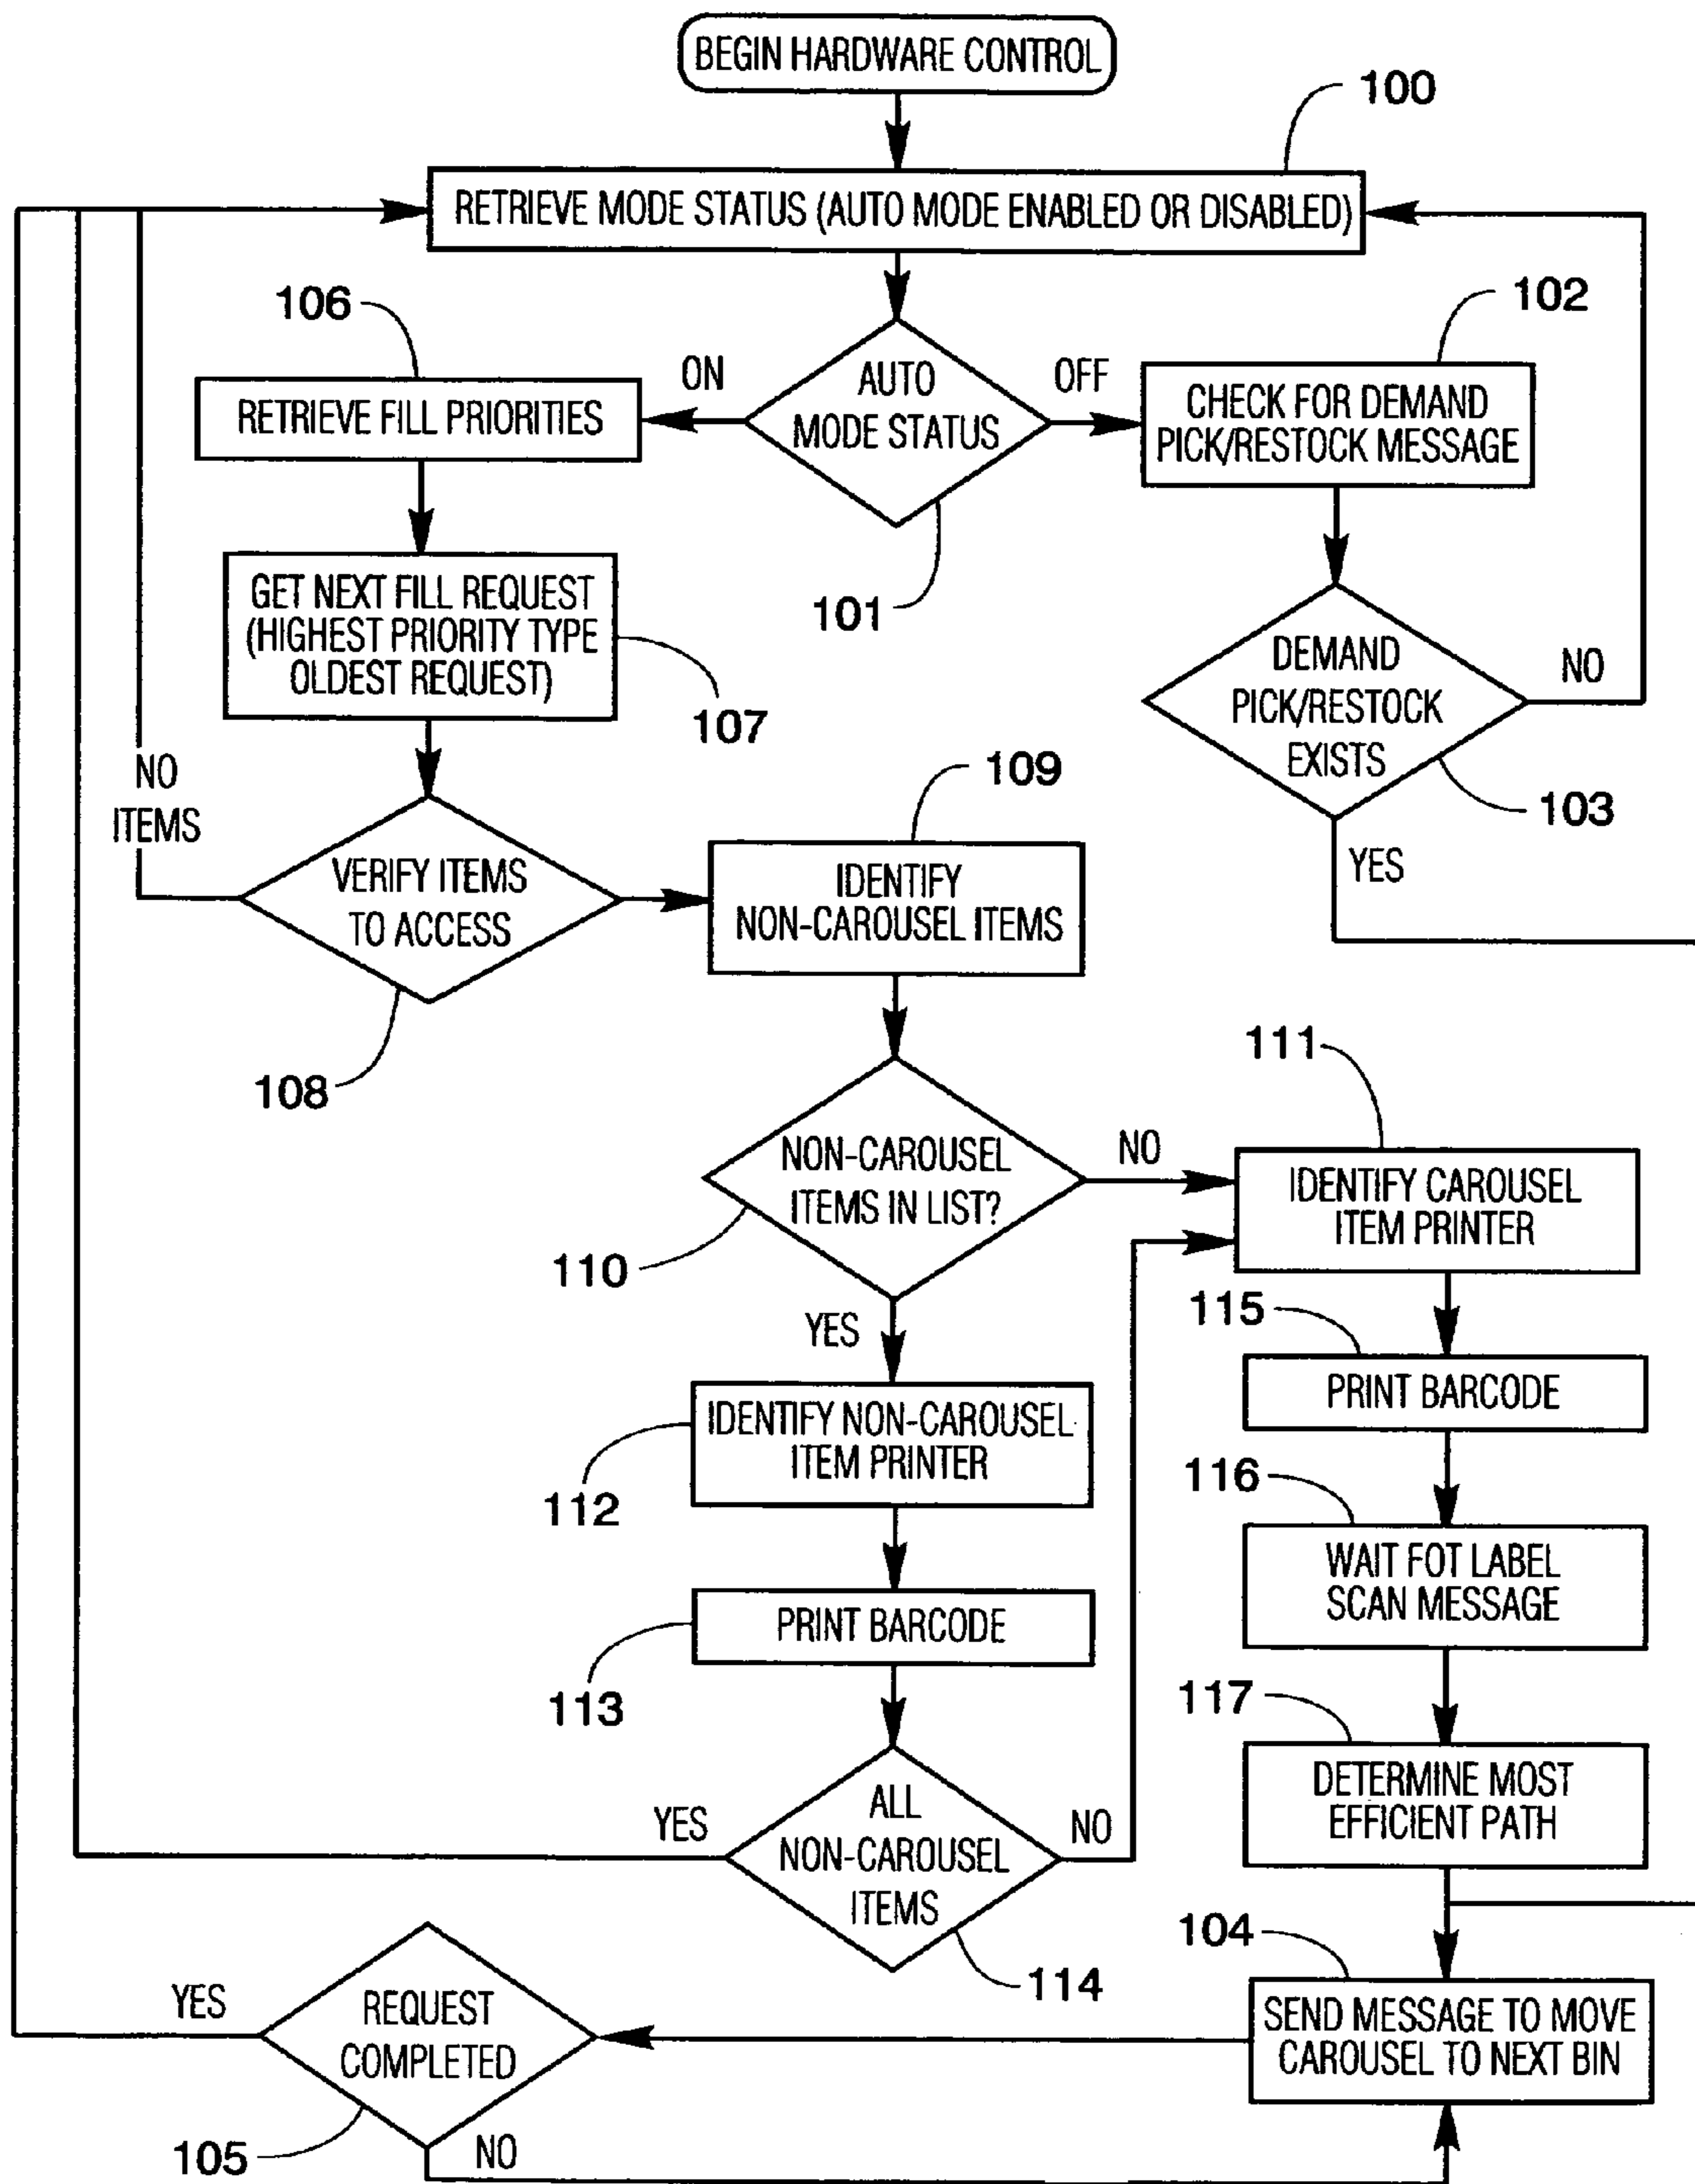 BEGIN HARDWARE CONTROL
100
RETRIEVE MODE STATUS (AUTO MODE ENABLED OR DISABLED)
106
102
ON
AUTO
MODE STATUS
OFF
RETRIEVE FILL PRIORITIES
CHECK FOR DEMAND
PICK/RESTOCK MESSAGE
101
GET NEXT FILL REQUEST
(HIGHEST PRIORITY TYPE
OLDEST REQUEST)
107
DEMAND
PICK/RESTOCK
EXISTS
NO
103
YES
NO
ITEMS
109
VERIFY ITEMS
TO ACCESS
IDENTIFY
NON-CAROUSEL ITEMS
108
111
NON-CAROUSEL
ITEMS IN LIST?
NO
IDENTIFY CAROUSEL
ITEM PRINTER
110
YES
115
PRINT BARCODE
IDENTIFY NON-CAROUSEL
ITEM PRINTER
112
116
WAIT FOT LABEL
SCAN MESSAGE
PRINT BARCODE
113
117
DETERMINE MOST
EFFICIENT PATH
YES
ALL
NON-CAROUSEL
ITEMS
NO
114
104
SEND MESSAGE TO MOVE
CAROUSEL TO NEXT BIN
YES
REQUEST
COMPLETED
105
NO